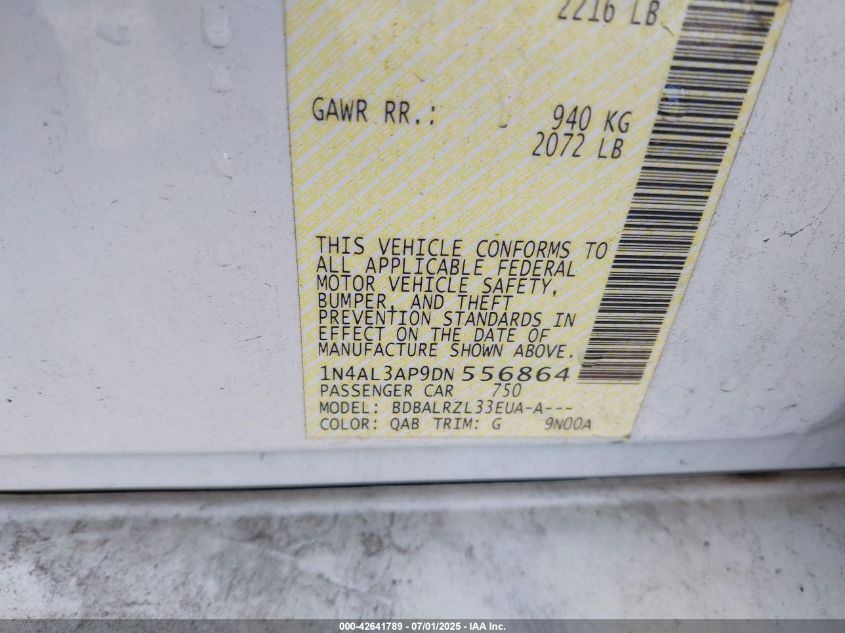 2216 LB
GAWR RR.: 940 KG
2072 LB
THIS VEHICLE CONFORMS TO
ALL APPLICABLE FEDERAL
MOTOR VEHICLE SAFETY,
BUMPER, AND THEFT
PREVENTION STANDARDS IN
EFFECT ON THE DATE OF
MANUFACTURE SHOWN ABOVE.
1N4AL3AP9DN 556864
PASSENGER CAR 750
MODEL: BDBALRZL33EUA-A---
COLOR: QAB TRIM: G 9N00A
000-42641789 - 07/01/2025 - IAA Inc.